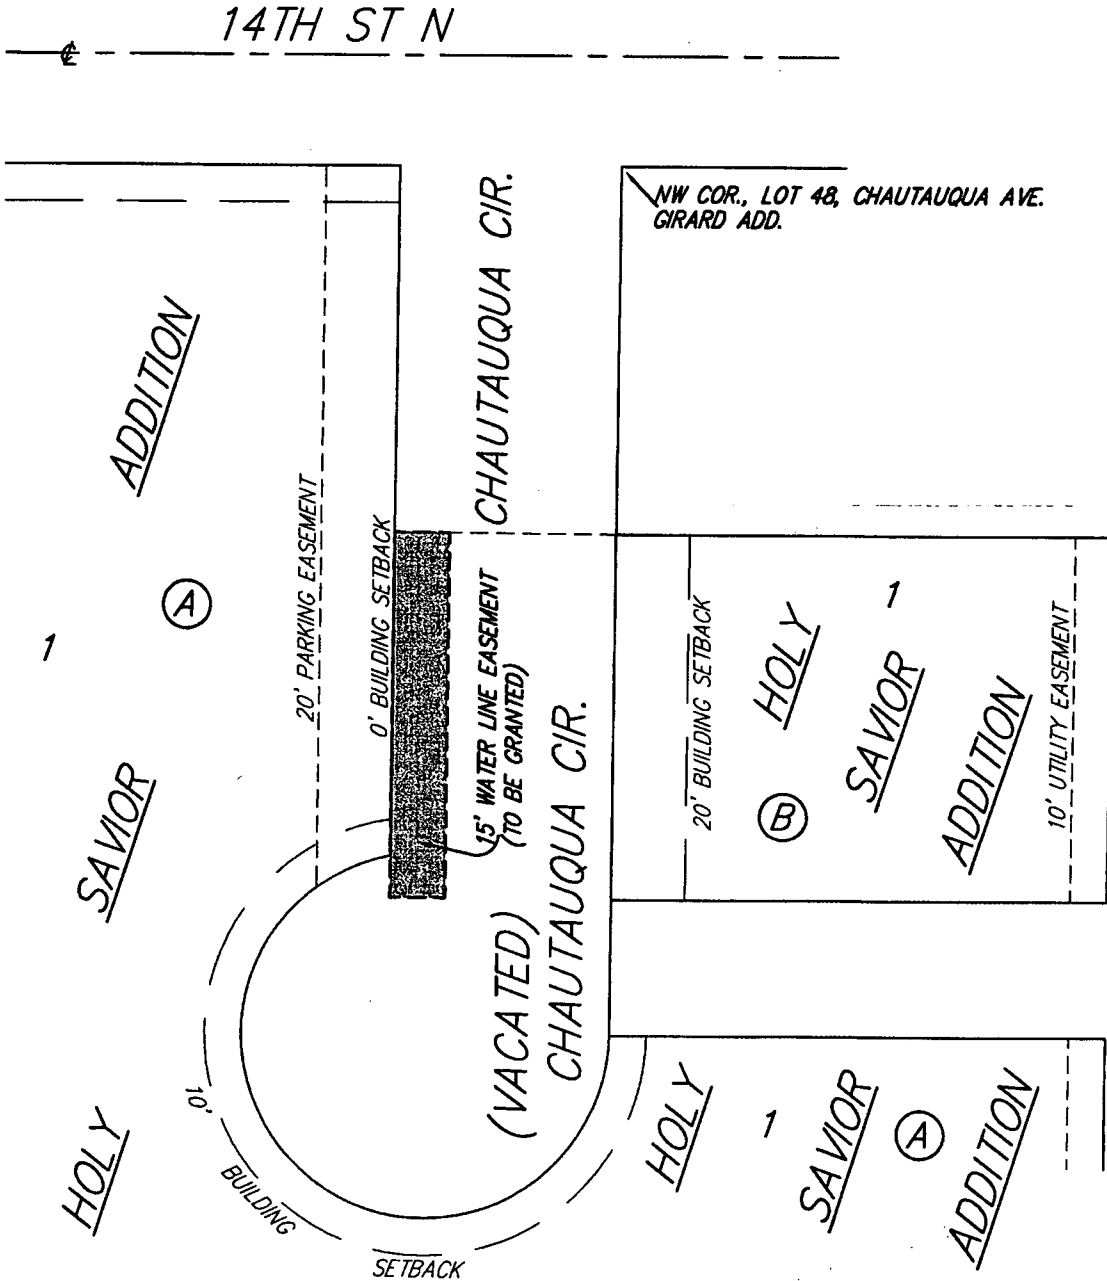 14TH ST N
℄
NW COR., LOT 48, CHAUTAUQUA AVE.
GIRARD ADD.
CHAUTAUQUA CIR.
ADDITION
20' PARKING EASEMENT
0' BUILDING SETBACK
A
1
15' WATER LINE EASEMENT
(TO BE GRANTED)
SAVIOR
HOLY
(VACATED)
CHAUTAUQUA CIR.
20' BUILDING SETBACK
HOLY
1
SAVIOR
B
ADDITION
10' UTILITY EASEMENT
10'
BUILDING
SETBACK
HOLY
1
SAVIOR
A
ADDITION